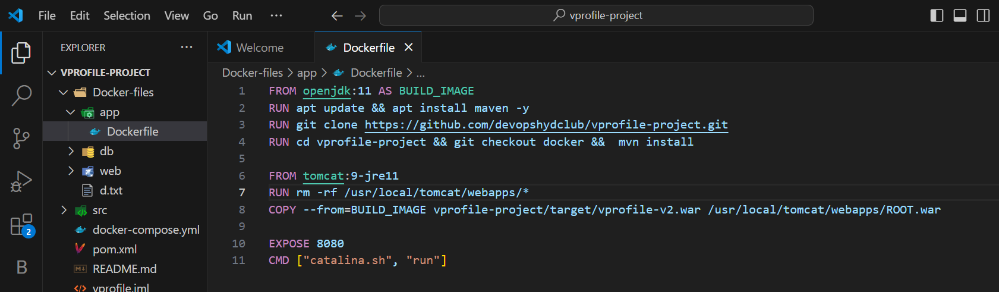 File Edit Selection View Go Run ···
vprofile-project
EXPLORER ···
VPROFILE-PROJECT
Docker-files
app
Dockerfile
db
web
d.txt
src
docker-compose.yml
pom.xml
README.md
vprofile.iml
2
B
Welcome
Dockerfile
Docker-files > app > Dockerfile > ...
1 FROM openjdk:11 AS BUILD_IMAGE
2 RUN apt update && apt install maven -y
3 RUN git clone https://github.com/devopshydclub/vprofile-project.git
4 RUN cd vprofile-project && git checkout docker &&  mvn install
5
6 FROM tomcat:9-jre11
7 RUN rm -rf /usr/local/tomcat/webapps/*
8 COPY --from=BUILD_IMAGE vprofile-project/target/vprofile-v2.war /usr/local/tomcat/webapps/ROOT.war
9
10 EXPOSE 8080
11 CMD ["catalina.sh", "run"]